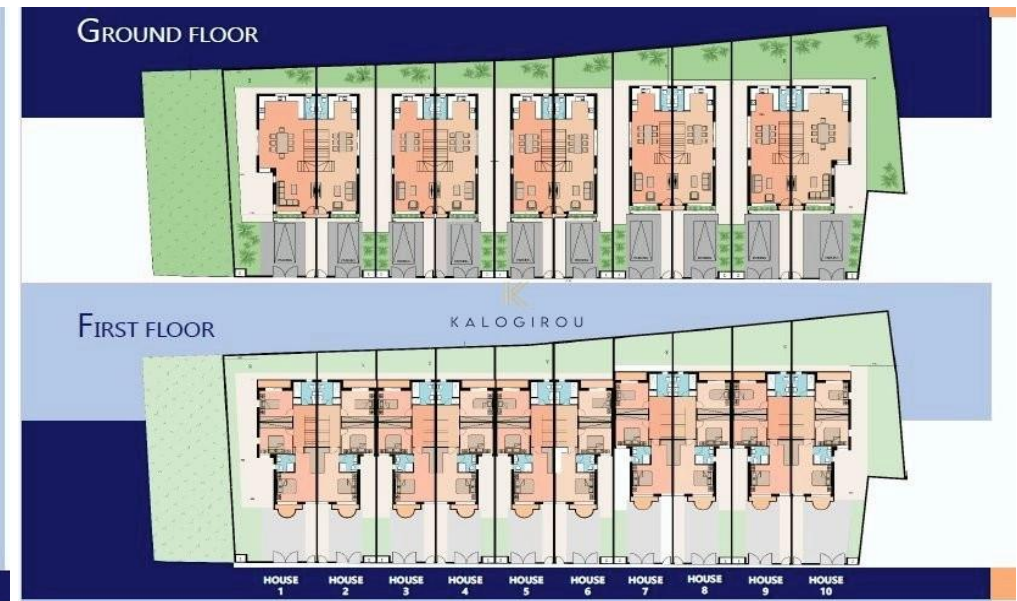 GROUND FLOOR
KALOGIROU
FIRST FLOOR
HOUSE 1
HOUSE 2
HOUSE 3
HOUSE 4
HOUSE 5
HOUSE 6
HOUSE 7
HOUSE 8
HOUSE 9
HOUSE 10